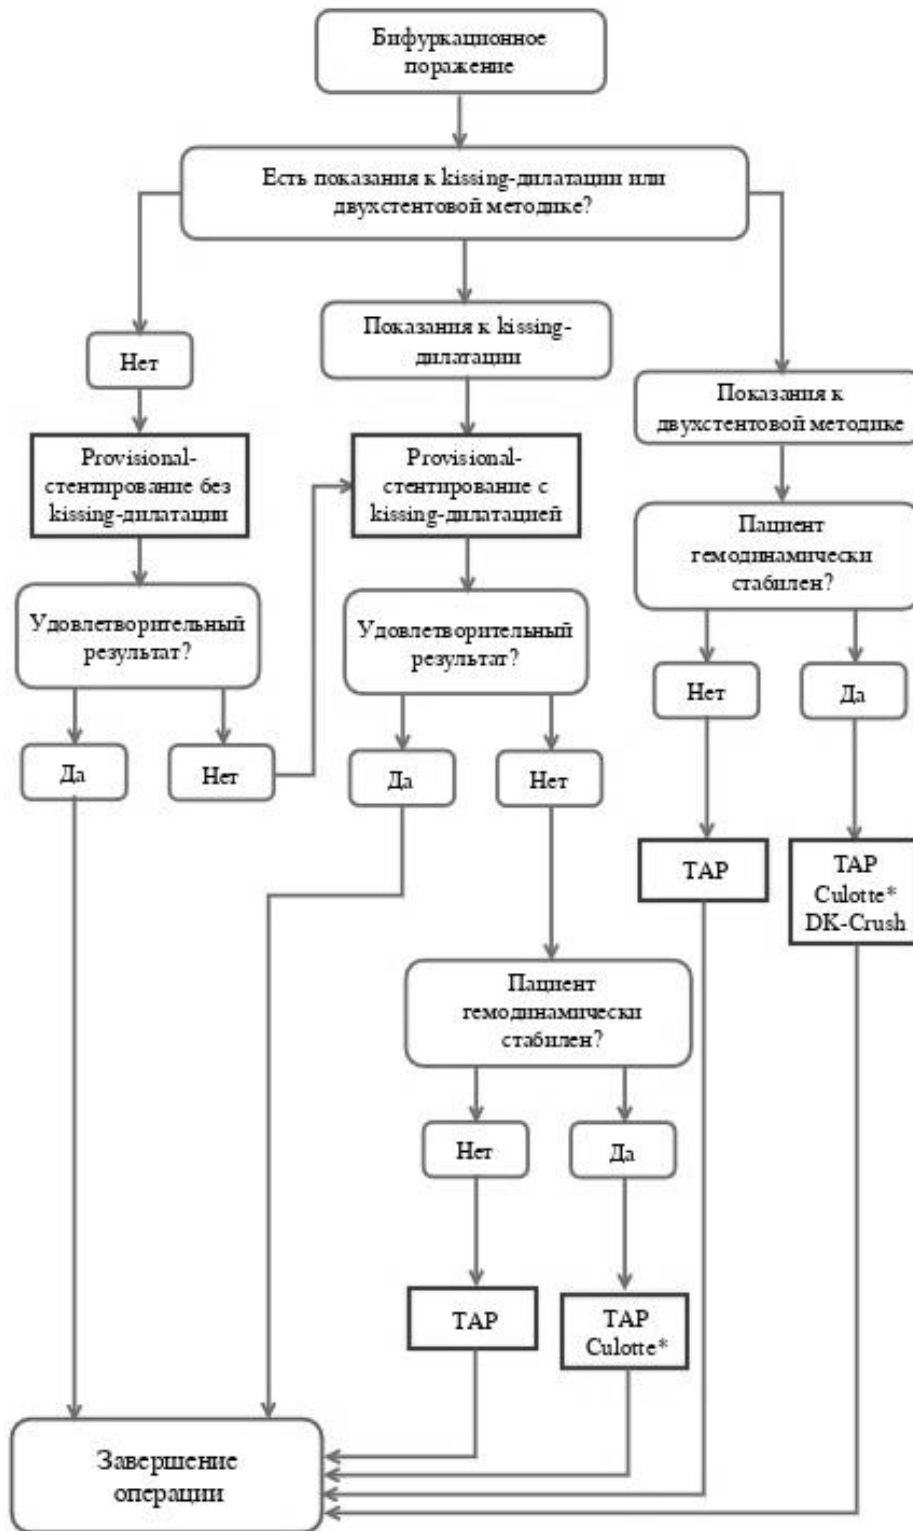 Бифуркационное
поражение
Есть показания к kissing-дилатации или
двухстентовой методике?
Нет
Показания к kissing-
дилатации
Показания к
двухстентовой методике
Provisional-
стентирование без
kissing-дилатации
Provisional-
стентирование с
kissing-дилатацией
Пациент
гемодинамически
стабилен?
Удовлетворительный
результат?
Удовлетворительный
результат?
Нет
Да
Да
Нет
Да
Нет
TAP
TAP
Culotte*
DK-Crush
Пациент
гемодинамически
стабилен?
Нет
Да
TAP
TAP
Culotte*
Завершение
операции